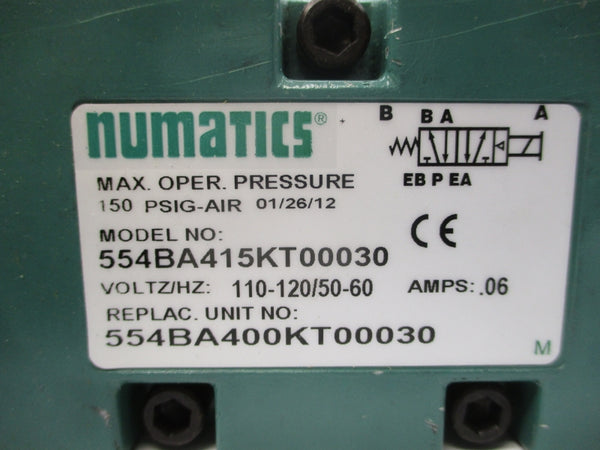 numatics®
B B A A
EB P EA
MAX. OPER. PRESSURE
150 PSIG-AIR 01/26/12
CE
MODEL NO:
554BA415KT00030
VOLTZ/HZ: 110-120/50-60 AMPS: .06
REPLAC. UNIT NO:
554BA400KT00030
M